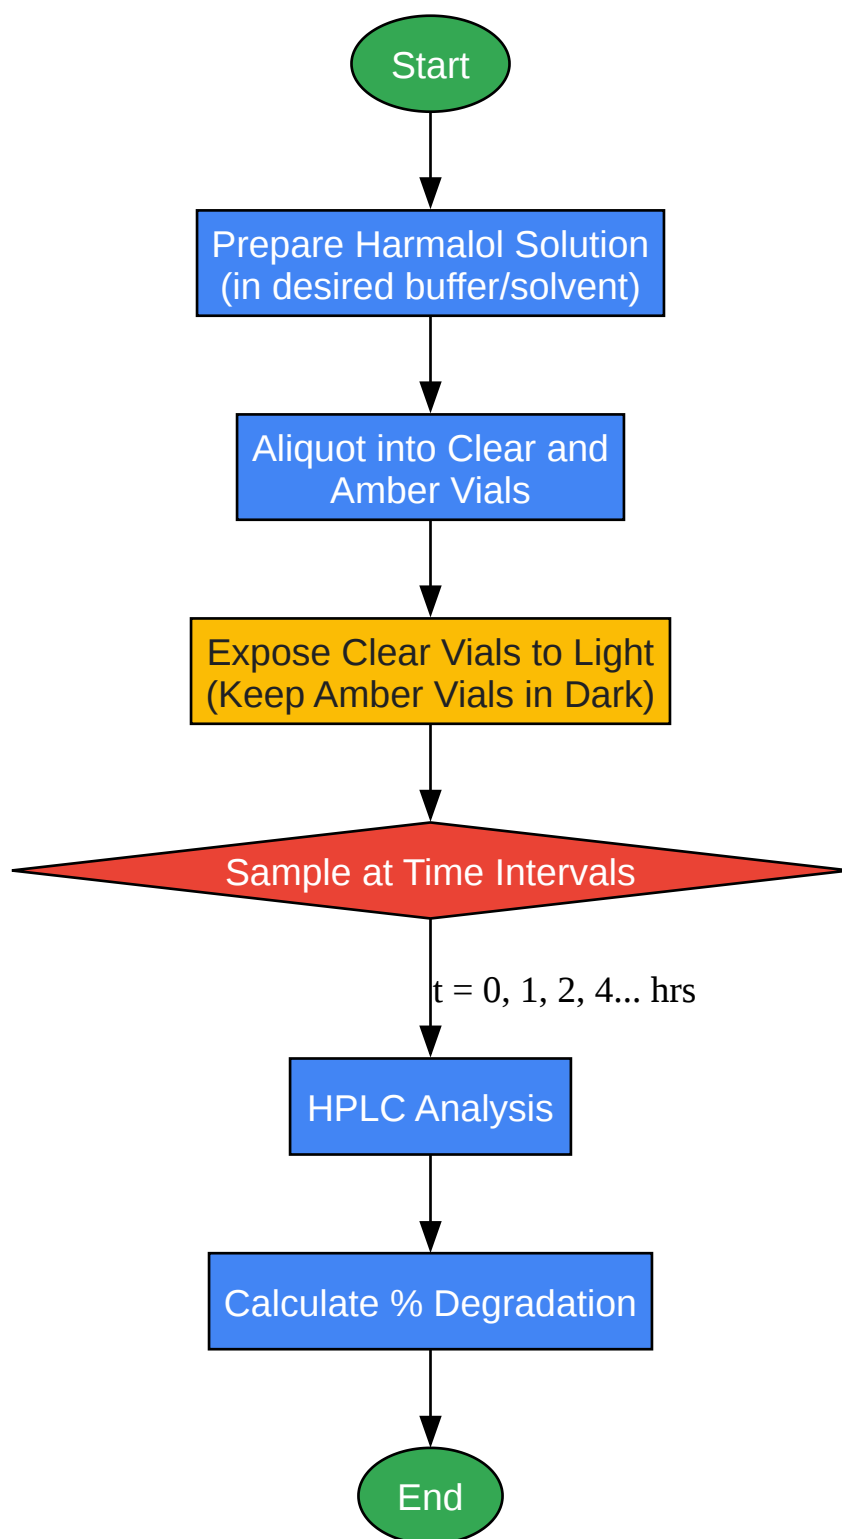 Start
Prepare Harmalol Solution
(in desired buffer/solvent)
Aliquot into Clear and
Amber Vials
Expose Clear Vials to Light
(Keep Amber Vials in Dark)
Sample at Time Intervals
t = 0, 1, 2, 4... hrs
HPLC Analysis
Calculate % Degradation
End